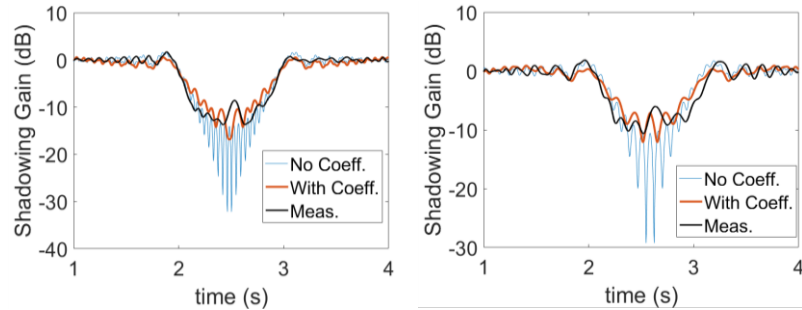 10
0
-10
-20
-30
-40
Shadowing Gain (dB)
No Coeff.
With Coeff.
Meas.
1
2
3
4
time (s)
10
0
-10
-20
-30
Shadowing Gain (dB)
No Coeff.
With Coeff.
Meas.
1
2
3
4
time (s)